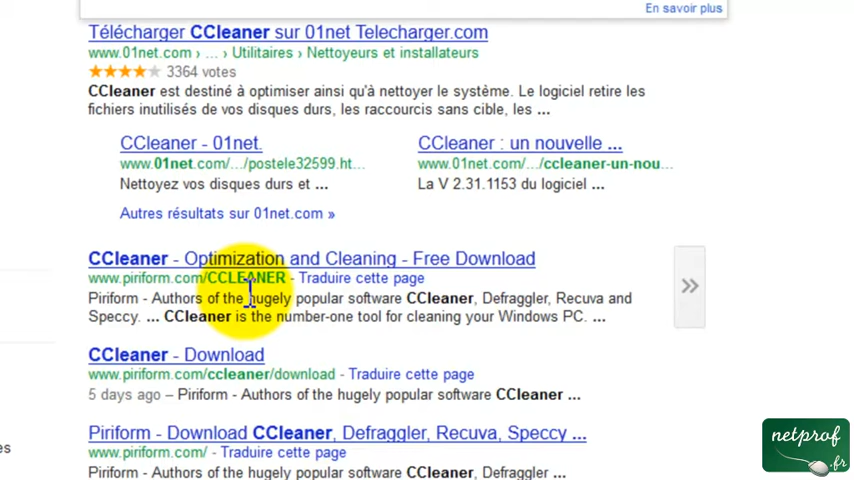 En savoir plus
Télécharger CCleaner sur 01net Telecharger.com
www.01net.com › ... › Utilitaires › Nettoyeurs et installateurs
3364 votes
CCleaner est destiné à optimiser ainsi qu'à nettoyer le système. Le logiciel retire les
fichiers inutilisés de vos disques durs, les raccourcis sans cible, les ...
CCleaner - 01net.
CCleaner : un nouvelle ...
www.01net.com/.../postele32599.ht...
www.01net.com/.../ccleaner-un-nou...
Nettoyez vos disques durs et ...
La V 2.31.1153 du logiciel ...
Autres résultats sur 01net.com »
CCleaner - Optimization and Cleaning - Free Download
www.piriform.com/CCLEANER - Traduire cette page
Piriform - Authors of the hugely popular software CCleaner, Defraggler, Recuva and
Speccy. ... CCleaner is the number-one tool for cleaning your Windows PC. ...
CCleaner - Download
www.piriform.com/ccleaner/download - Traduire cette page
5 days ago – Piriform - Authors of the hugely popular software CCleaner ...
Piriform - Download CCleaner, Defraggler, Recuva, Speccy ...
www.piriform.com/ - Traduire cette page
Piriform - Authors of the hugely popular software CCleaner, Defraggler ...
es
netprof
.fr